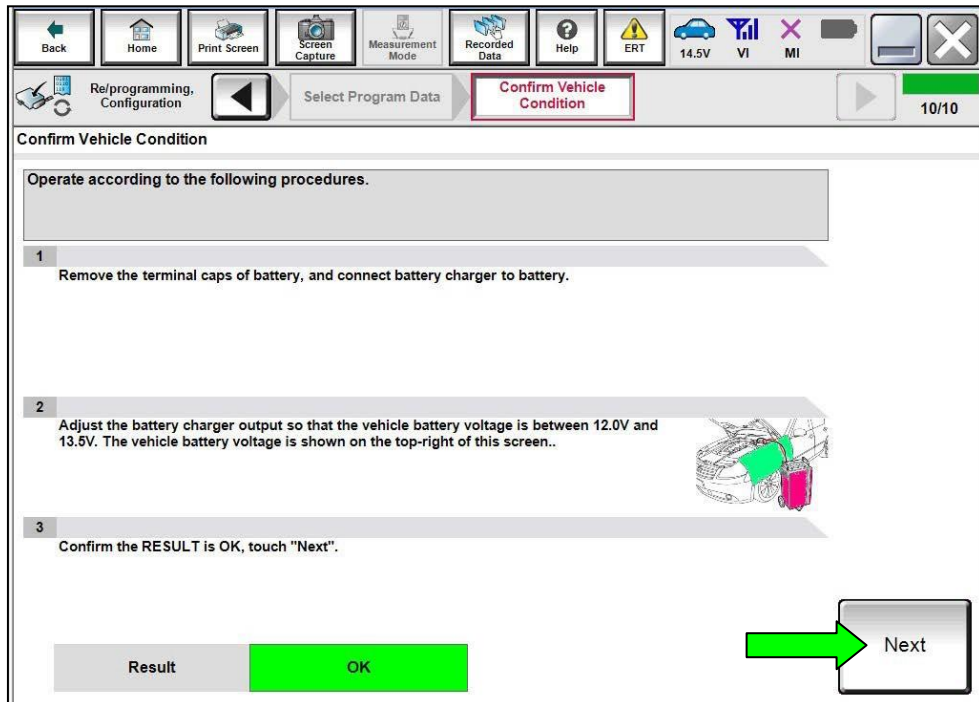 Back
Home
Print Screen
Screen
Capture
Measurement
Mode
Recorded
Data
Help
ERT
14.5V
VI
MI
Re/programming,
Configuration
Select Program Data
Confirm Vehicle
Condition
10/10
Confirm Vehicle Condition
Operate according to the following procedures.
1
Remove the terminal caps of battery, and connect battery charger to battery.
2
Adjust the battery charger output so that the vehicle battery voltage is between 12.0V and
13.5V. The vehicle battery voltage is shown on the top-right of this screen..
3
Confirm the RESULT is OK, touch "Next".
Next
Result
OK